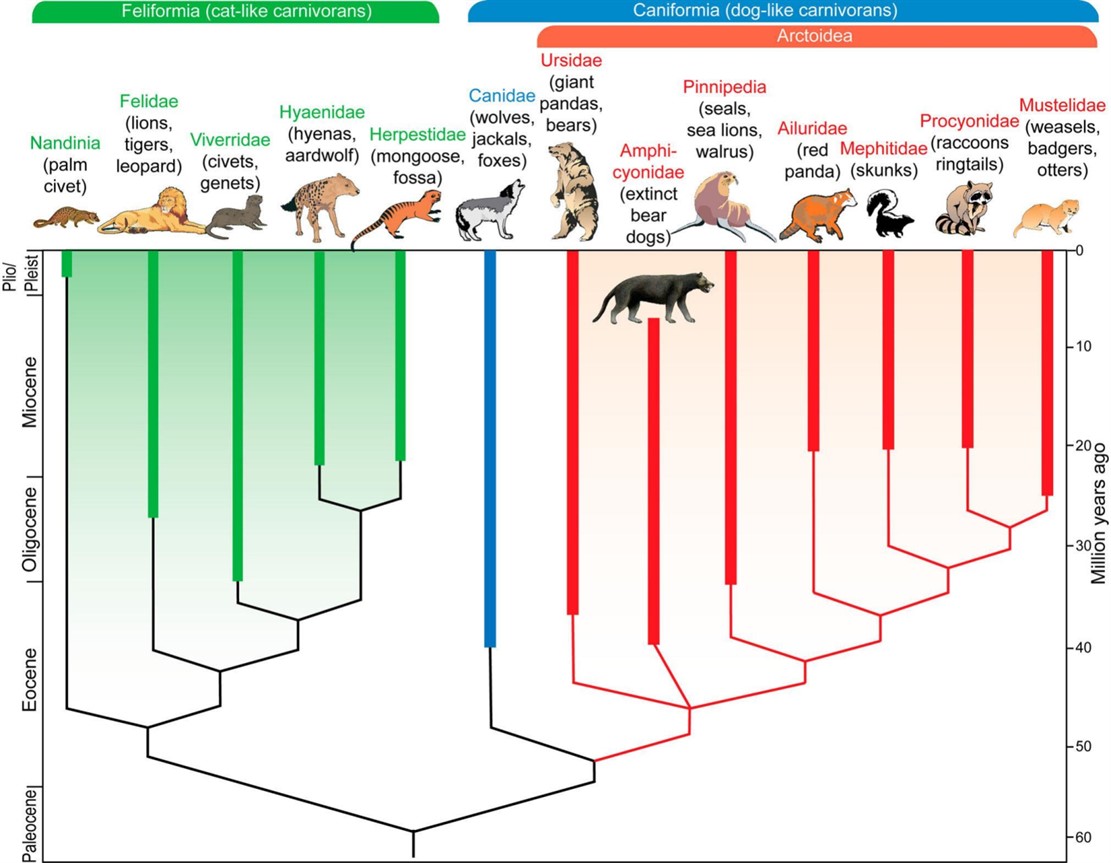 Feliformia (cat-like carnivorans)
Caniformia (dog-like carnivorans)
Arctoidea
Nandinia
(palm
civet)
Felidae
(lions,
tigers,
leopard)
Viverridae
(civets,
genets)
Hyaenidae
(hyenas,
aardwolf)
Herpestidae
(mongoose,
fossa)
Canidae
(wolves,
jackals,
foxes)
Ursidae
(giant
pandas,
bears)
Amphi-
cyonidae
(extinct
bear
dogs)
Pinnipedia
(seals,
sea lions,
walrus)
Ailuridae
(red
panda)
Mephitidae
(skunks)
Procyonidae
(raccoons
ringtails)
Mustelidae
(weasels,
badgers,
otters)
Plio/
Pleist
Miocene
Oligocene
Eocene
Paleocene
0
10
20
30
40
50
60
Million years ago